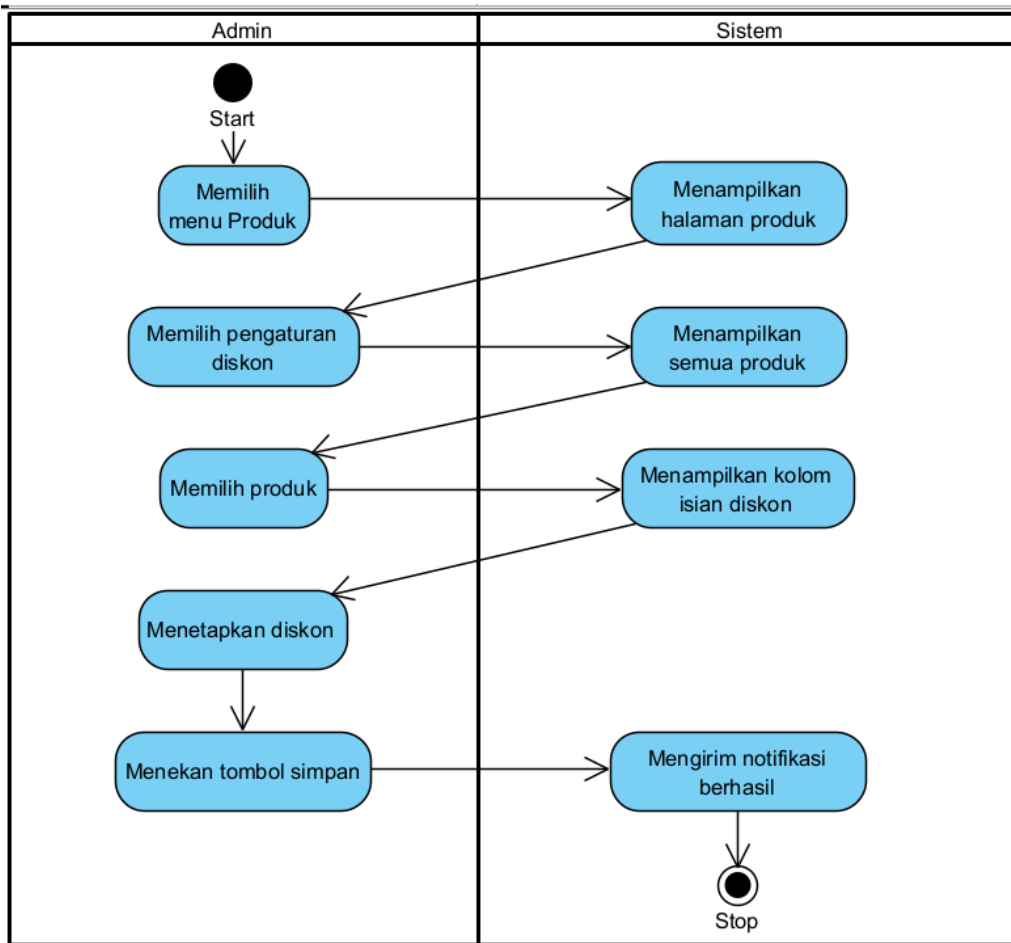 Admin
Sistem
Start
Memilih
menu Produk
Menampilkan
halaman produk
Memilih pengaturan
diskon
Menampilkan
semua produk
Memilih produk
Menampilkan kolom
isian diskon
Menetapkan diskon
Menekan tombol simpan
Mengirim notifikasi
berhasil
Stop